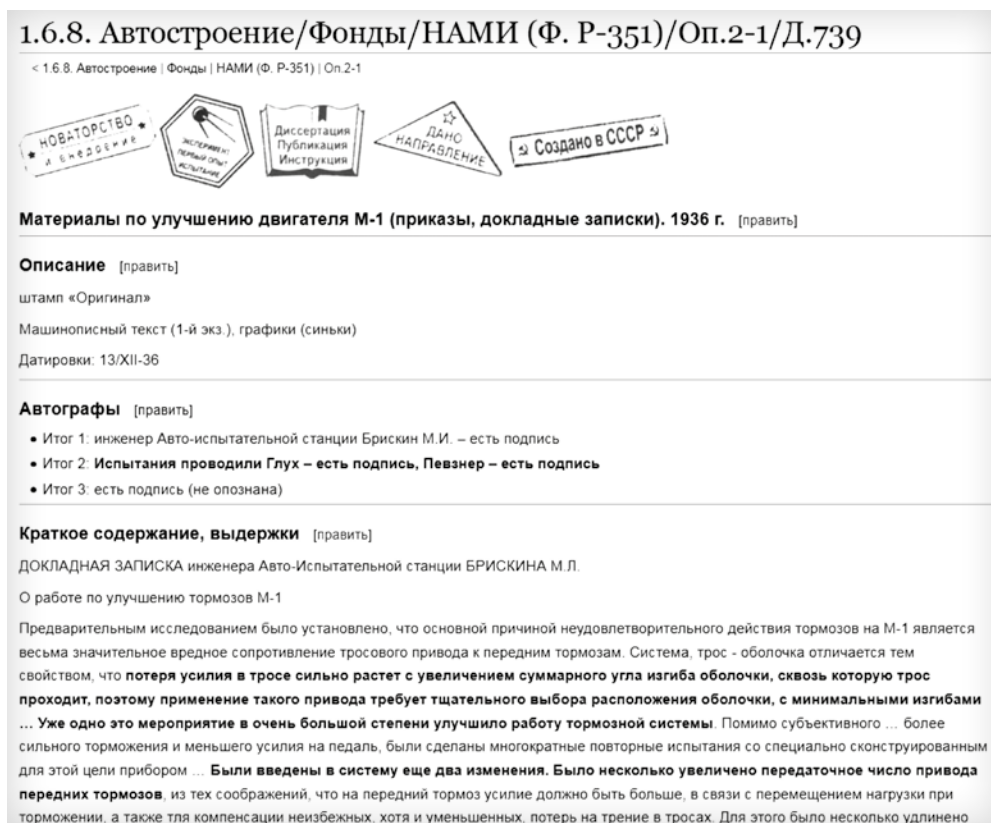 1.6.8. Автостроение/Фонды/НАМИ (Ф. Р-351)/Оп.2-1/Д.739
< 1.6.8. Автостроение | Фонды | НАМИ (Ф. Р-351) | Оп.2-1
НОВАТОРСТВО
и внедрение
ЭКСПЕРИМЕНТ
ПЕРВЫЙ ОПЫТ
ИСПЫТАНИЕ
Диссертация
Публикация
Инструкция
ДАНО
НАПРАВЛЕНИЕ
Создано в СССР
Материалы по улучшению двигателя М-1 (приказы, докладные записки). 1936 г. [править]
Описание [править]
штамп «Оригинал»
Машинописный текст (1-й экз.), графики (синьки)
Датировки: 13/XII-36
Автографы [править]
• Итог 1: инженер Авто-испытательной станции Брискин М.И. – есть подпись
• Итог 2: Испытания проводили Глух – есть подпись, Певзнер – есть подпись
• Итог 3: есть подпись (не опознана)
Краткое содержание, выдержки [править]
ДОКЛАДНАЯ ЗАПИСКА инженера Авто-Испытательной станции БРИСКИНА М.Л.
О работе по улучшению тормозов М-1
Предварительным исследованием было установлено, что основной причиной неудовлетворительного действия тормозов на М-1 является
весьма значительное вредное сопротивление тросового привода к передним тормозам. Система, трос - оболочка отличается тем
свойством, что потеря усилия в тросе сильно растет с увеличением суммарного угла изгиба оболочки, сквозь которую трос
проходит, поэтому применение такого привода требует тщательного выбора расположения оболочки, с минимальными изгибами
... Уже одно это мероприятие в очень большой степени улучшило работу тормозной системы. Помимо субъективного ... более
сильного торможения и меньшего усилия на педаль, были сделаны многократные повторные испытания со специально сконструированным
для этой цели прибором ... Были введены в систему еще два изменения. Было несколько увеличено передаточное число привода
передних тормозов, из тех соображений, что на передний тормоз усилие должно быть больше, в связи с перемещением нагрузки при
торможении, а также тля компенсации неизбежных, хотя и уменьшенных, потерь на трение в тросах. Для этого было несколько удлинено